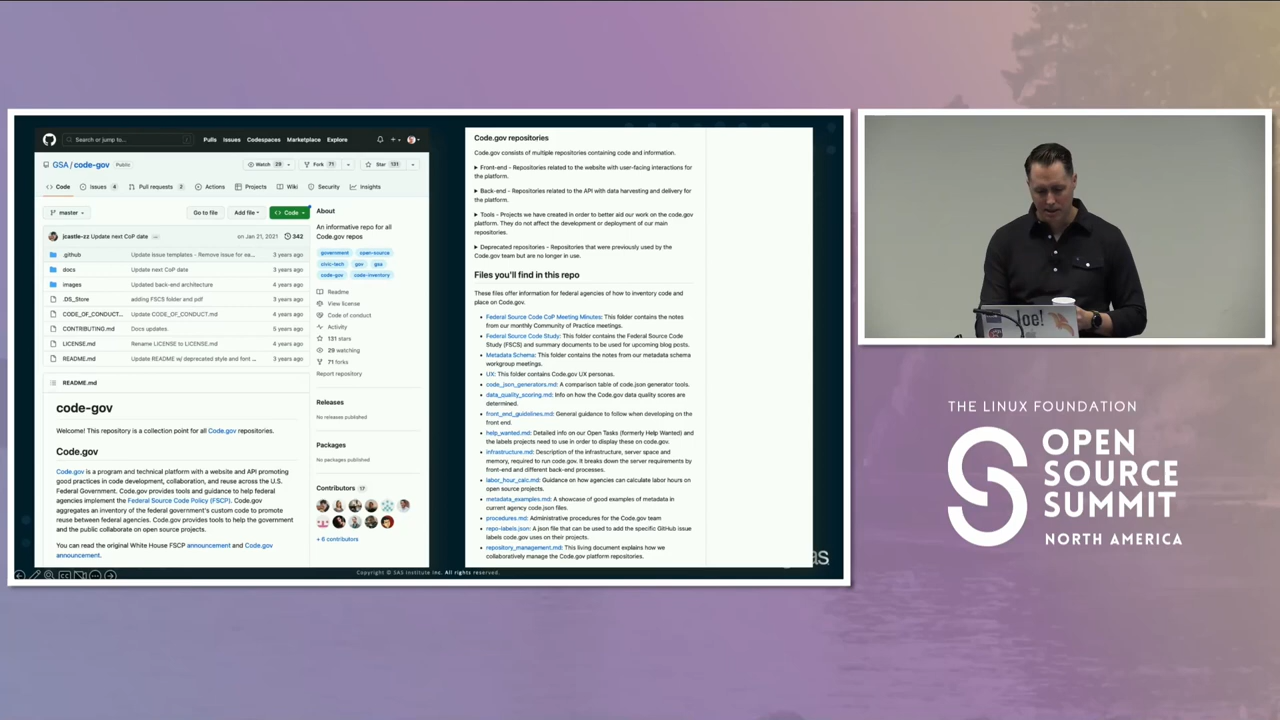 Search or jump to...
/
Pulls Issues Codespaces Marketplace Explore
GSA / code-gov Public
Watch 29 Fork 71 Star 131
Code Issues 4 Pull requests 2 Actions Projects Wiki Security Insights
master Go to file Add file Code
jcastle-zz Update next CoP date ... on Jan 21, 2021 342
.github Update issue templates - Remove issue for ea... 3 years ago
docs Update next CoP date 3 years ago
images Updated back-end architecture 4 years ago
.DS_Store adding FSCS folder and pdf 3 years ago
CODE_OF_CONDUCT... Update CODE_OF_CONDUCT.md 4 years ago
CONTRIBUTING.md Docs updates. 5 years ago
LICENSE.md Rename LICENSE to LICENSE.md 4 years ago
README.md Update README w/ deprecated style and font ... 3 years ago
README.md
code-gov
Welcome! This repository is a collection point for all Code.gov repositories.
Code.gov
Code.gov is a program and technical platform with a website and API promoting
good practices in code development, collaboration, and reuse across the U.S.
Federal Government. Code.gov provides tools and guidance to help federal
agencies implement the Federal Source Code Policy (FSCP). Code.gov
aggregates an inventory of the federal government's custom code to promote
reuse between federal agencies. Code.gov provides tools to help the government
and the public collaborate on open source projects.
You can read the original White House FSCP announcement and Code.gov
announcement.
About
An informative repo for all
Code.gov repos
government open-source
civic-tech gov gsa
code-gov code-inventory
Readme
View license
Code of conduct
Activity
131 stars
29 watching
71 forks
Report repository
Releases
No releases published
Packages
No packages published
Contributors 17
+ 6 contributors
Code.gov repositories
Code.gov consists of multiple repositories containing code and information.
Front-end - Repositories related to the website with user-facing interactions for
the platform.
Back-end - Repositories related to the API with data harvesting and delivery for
the platform.
Tools - Projects we have created in order to better aid our work on the code.gov
platform. They do not affect the development or deployment of our main
repositories.
Deprecated repositories - Repositories that were previously used by the
Code.gov team but are no longer in use.
Files you'll find in this repo
These files offer information for federal agencies of how to inventory code and
place on Code.gov.
• Federal Source Code CoP Meeting Minutes: This folder contains the notes
from our monthly Community of Practice meetings.
• Federal Source Code Study: This folder contains the Federal Source Code
Study (FSCS) and summary documents to be used for upcoming blog posts.
• Metadata Schema: This folder contains the notes from our metadata schema
workgroup meetings.
• UX: This folder contains Code.gov UX personas.
• code_json_generators.md: A comparison table of code.json generator tools.
• data_quality_scoring.md: Info on how the Code.gov data quality scores are
determined.
• front_end_guidelines.md: General guidance to follow when developing on the
front end.
• help_wanted.md: Detailed info on our Open Tasks (formerly Help Wanted) and
the labels projects need to use in order to display these on code.gov.
• infrastructure.md: Description of the infrastructure, server space and
memory, required to run code.gov. It breaks down the server requirements by
front-end and different back-end processes.
• labor_hour_calc.md: Guidance on how agencies can calculate labor hours on
open source projects.
• metadata_examples.md: A showcase of good examples of metadata in
current agency code.json files.
• procedures.md: Administrative procedures for the Code.gov team
• repo-labels.json: A json file that can be used to add the specific GitHub issue
labels code.gov uses on their projects.
• repository_management.md: This living document explains how we
collaboratively manage the Code.gov platform repositories.
as.
Copyright © SAS Institute Inc. All rights reserved.
Joe!
THE LINUX FOUNDATION
OPEN
SOURCE
SUMMIT
NORTH AMERICA